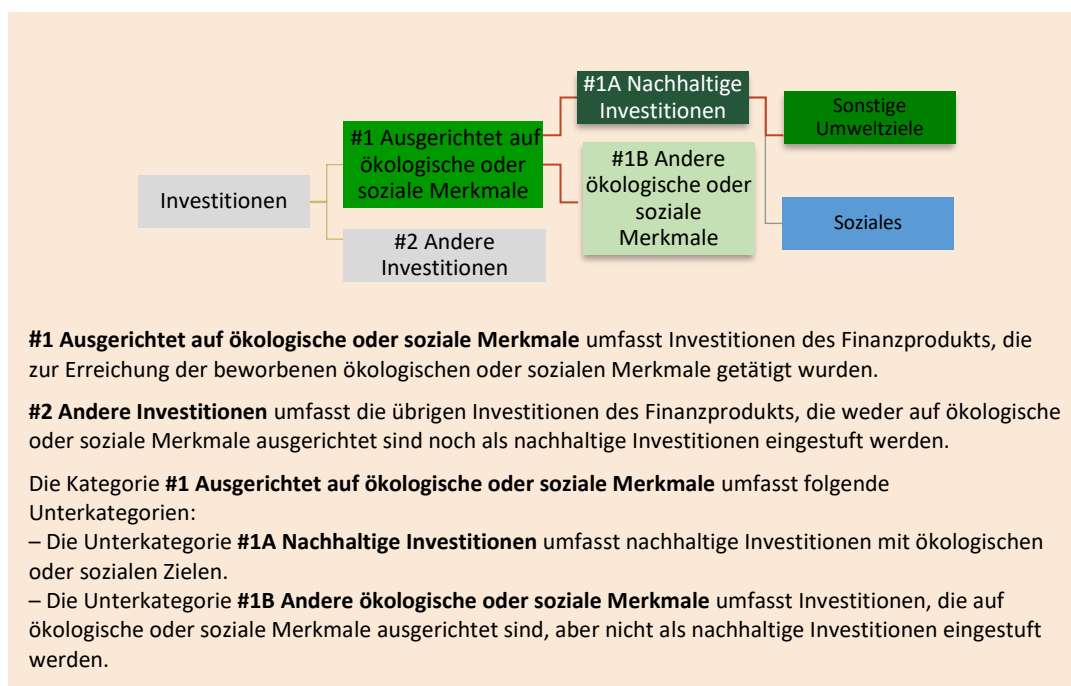 #1A Nachhaltige
Investitionen
Sonstige
Umweltziele
#1 Ausgerichtet auf
ökologische oder
soziale Merkmale
#1B Andere
ökologische oder
soziale
Merkmale
Investitionen
Soziales
#2 Andere
Investitionen
#1 Ausgerichtet auf ökologische oder soziale Merkmale umfasst Investitionen des Finanzprodukts, die
zur Erreichung der beworbenen ökologischen oder sozialen Merkmale getätigt wurden.
#2 Andere Investitionen umfasst die übrigen Investitionen des Finanzprodukts, die weder auf ökologische
oder soziale Merkmale ausgerichtet sind noch als nachhaltige Investitionen eingestuft werden.
Die Kategorie #1 Ausgerichtet auf ökologische oder soziale Merkmale umfasst folgende
Unterkategorien:
– Die Unterkategorie #1A Nachhaltige Investitionen umfasst nachhaltige Investitionen mit ökologischen
oder sozialen Zielen.
– Die Unterkategorie #1B Andere ökologische oder soziale Merkmale umfasst Investitionen, die auf
ökologische oder soziale Merkmale ausgerichtet sind, aber nicht als nachhaltige Investitionen eingestuft
werden.